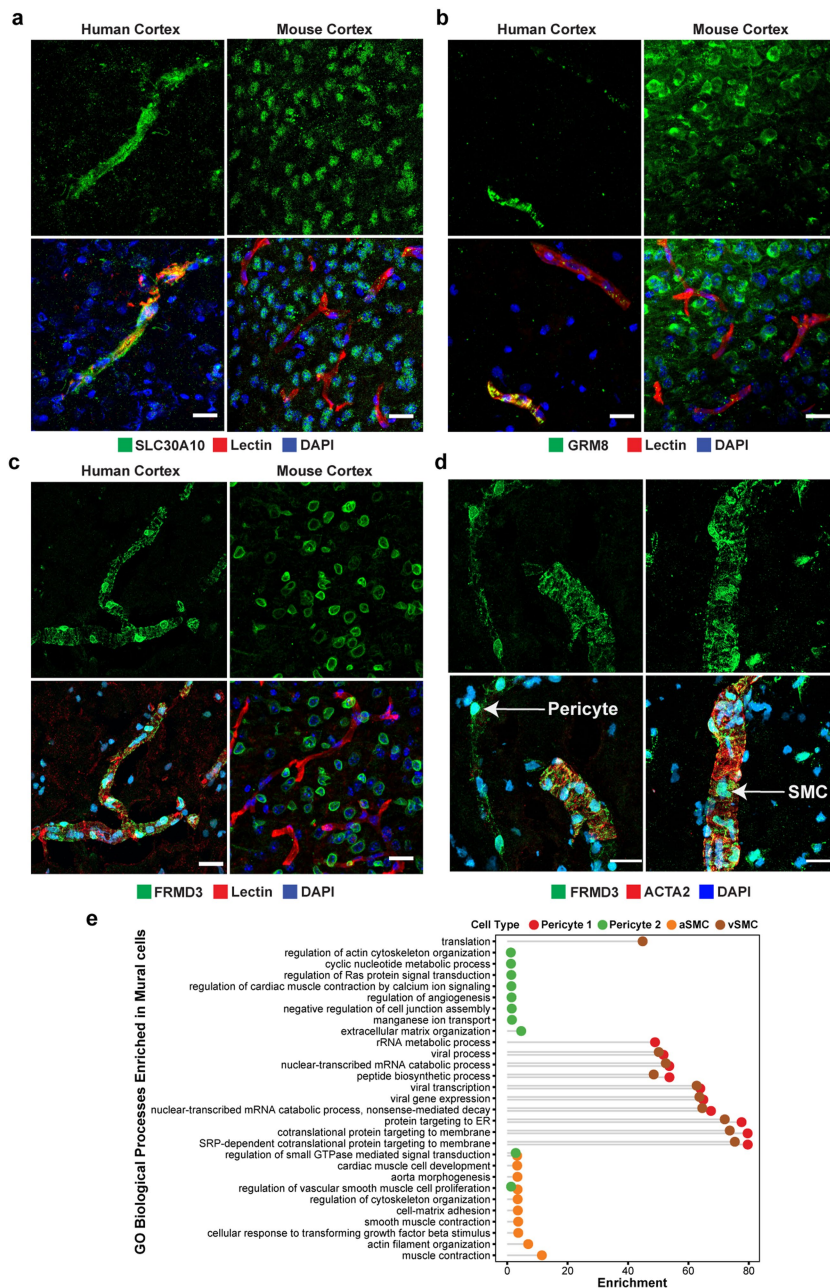 a
b
Human Cortex
Mouse Cortex
Human Cortex
Mouse Cortex
SLC30A10 Lectin DAPI
GRM8 Lectin DAPI
c
Human Cortex
Mouse Cortex
d
Pericyte
SMC
FRMD3 Lectin DAPI
FRMD3 ACTA2 DAPI
e
Cell Type Pericyte 1 Pericyte 2 aSMC vSMC
GO Biological Processes Enriched in Mural cells
translation
regulation of actin cytoskeleton organization
cyclic nucleotide metabolic process
regulation of Ras protein signal transduction
regulation of cardiac muscle contraction by calcium ion signaling
regulation of angiogenesis
negative regulation of cell junction assembly
manganese ion transport
extracellular matrix organization
rRNA metabolic process
viral process
nuclear-transcribed mRNA catabolic process
peptide biosynthetic process
viral transcription
viral gene expression
nuclear-transcribed mRNA catabolic process, nonsense-mediated decay
protein targeting to ER
cotranslational protein targeting to membrane
SRP-dependent cotranslational protein targeting to membrane
regulation of small GTPase mediated signal transduction
cardiac muscle cell development
aorta morphogenesis
regulation of vascular smooth muscle cell proliferation
regulation of cytoskeleton organization
cell-matrix adhesion
smooth muscle contraction
cellular response to transforming growth factor beta stimulus
actin filament organization
muscle contraction
0 20 40 60 80
Enrichment